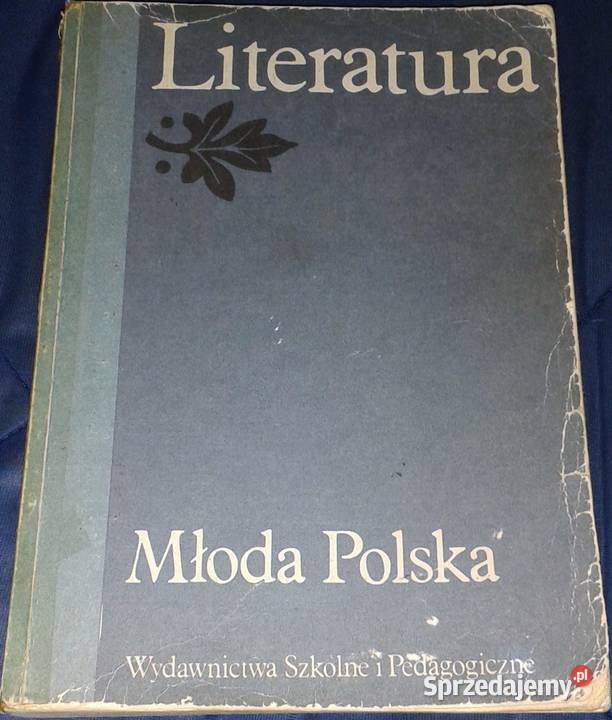 Literatura
Młoda Polska
Wydawnictwa Szkolne i Pedagogiczne
Sprzedajemy.pl